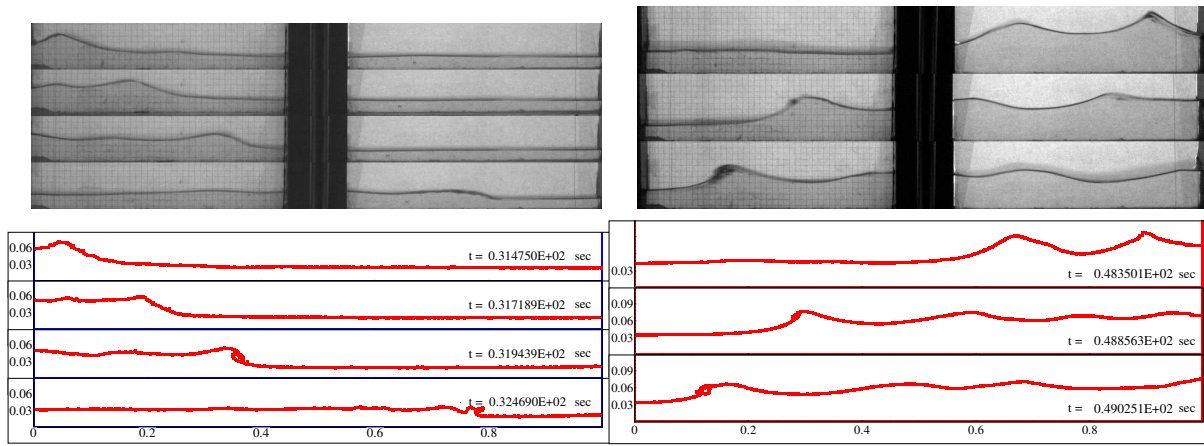 0.06
0.03
t = 0.314750E+02 sec
0.06
0.03
t = 0.317189E+02 sec
0.06
0.03
t = 0.319439E+02 sec
0.06
0.03
t = 0.324690E+02 sec
0 0.2 0.4 0.6 0.8
0.03
t = 0.483501E+02 sec
0.09
0.06
0.03
t = 0.488563E+02 sec
0.09
0.06
0.03
t = 0.490251E+02 sec
0 0.2 0.4 0.6 0.8